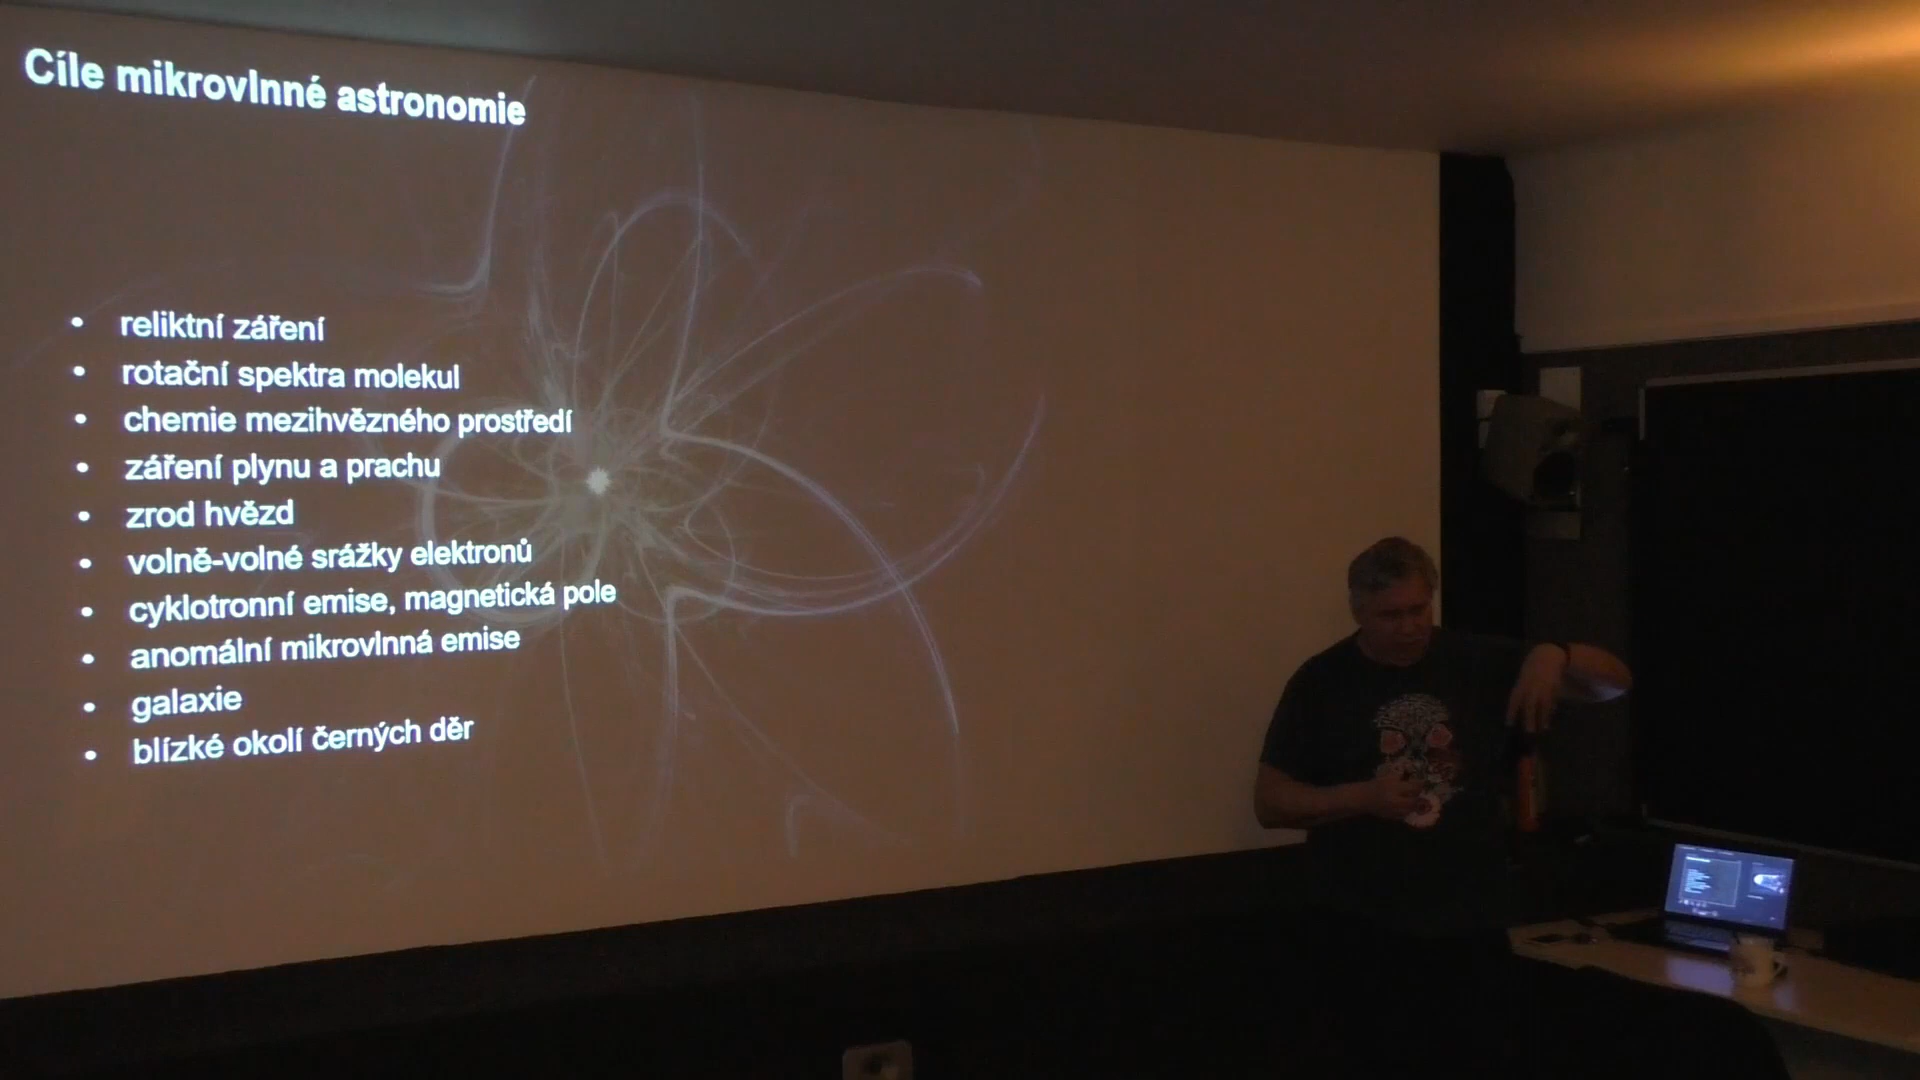 Cíle mikrovlnné astronomie
• reliktní záření
• rotační spektra molekul
• chemie mezihvězného prostředí
• záření plynu a prachu
• zrod hvězd
• volně-volné srážky elektronů
• cyklotronní emise, magnetická pole
• anomální mikrovlnná emise
• galaxie
• blízké okolí černých děr